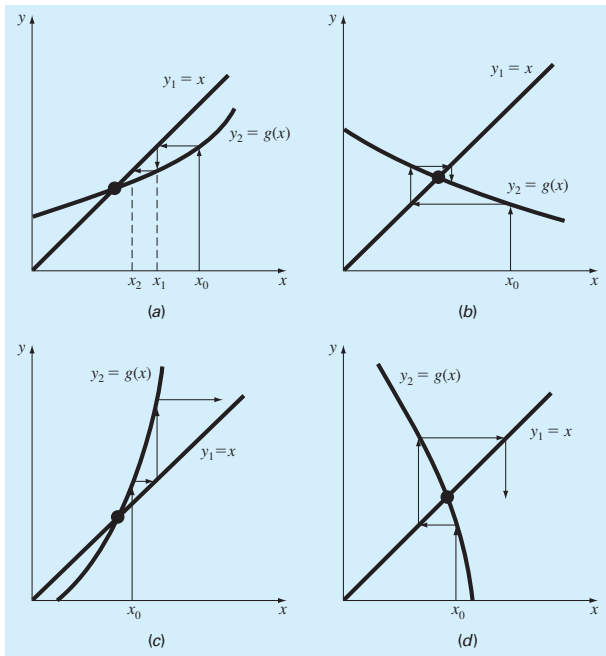 y
y₁ = x
y₂ = g(x)
x₂ x₁ x₀ x
(a)
y
y₁ = x
y₂ = g(x)
x₀ x
(b)
y
y₂ = g(x)
y₁ = x
x₀ x
(c)
y
y₂ = g(x)
y₁ = x
x₀ x
(d)